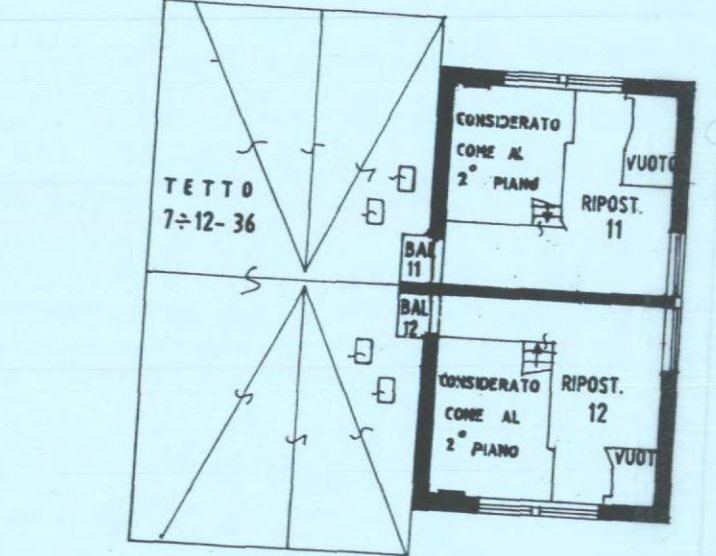 TETTO
7÷12-36
CONSIDERATO
COME AL
2° PIANO
VUOTO
RIPOST.
11
BAL
11
BAL
12
CONSIDERATO
COME AL
2° PIANO
RIPOST.
12
VUOT